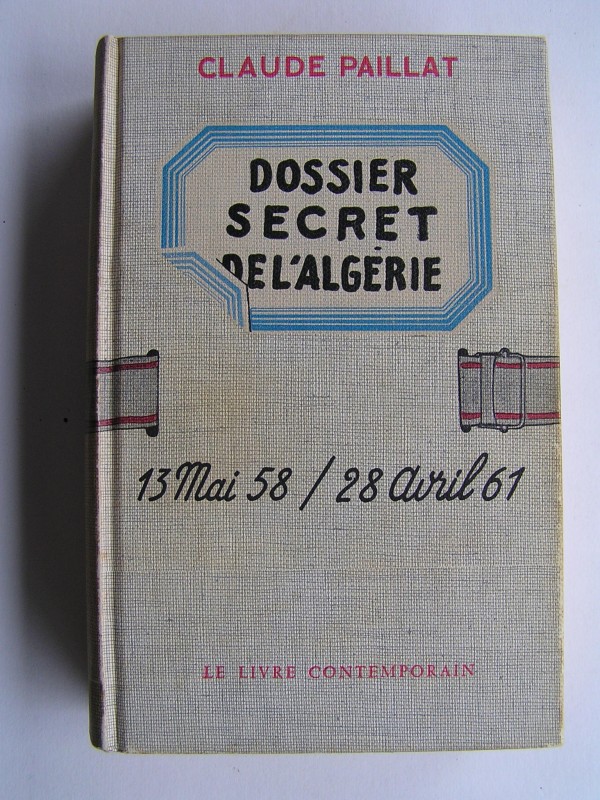 CLAUDE PAILLAT
DOSSIER
SECRET
DE L'ALGÉRIE
13 Mai 58 / 28 Avril 61
LE LIVRE CONTEMPORAIN